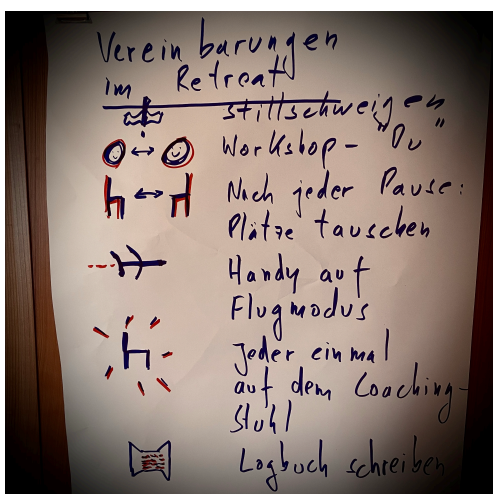 Vereinbarungen
im Retreat
stillschweigen
Workshop - "Du"
Nach jeder Pause:
Plätze tauschen
Handy auf
Flugmodus
Jeder einmal
auf dem Coaching-
Stuhl
Logbuch schreiben